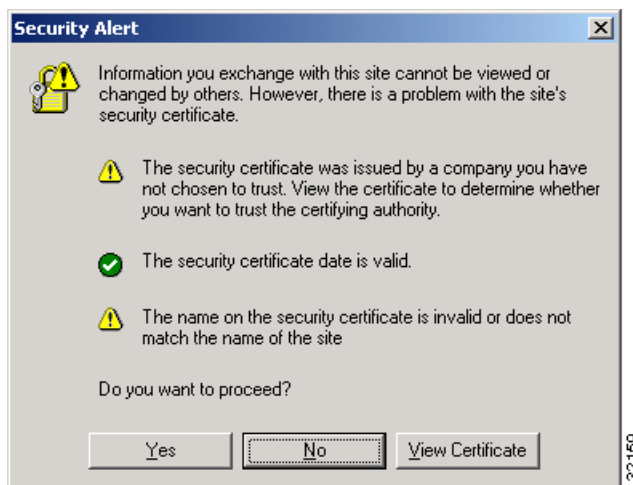 Security Alert
Information you exchange with this site cannot be viewed or
changed by others. However, there is a problem with the site's
security certificate.
The security certificate was issued by a company you have
not chosen to trust. View the certificate to determine whether
you want to trust the certifying authority.
The security certificate date is valid.
The name on the security certificate is invalid or does not
match the name of the site
Do you want to proceed?
Yes
No
View Certificate